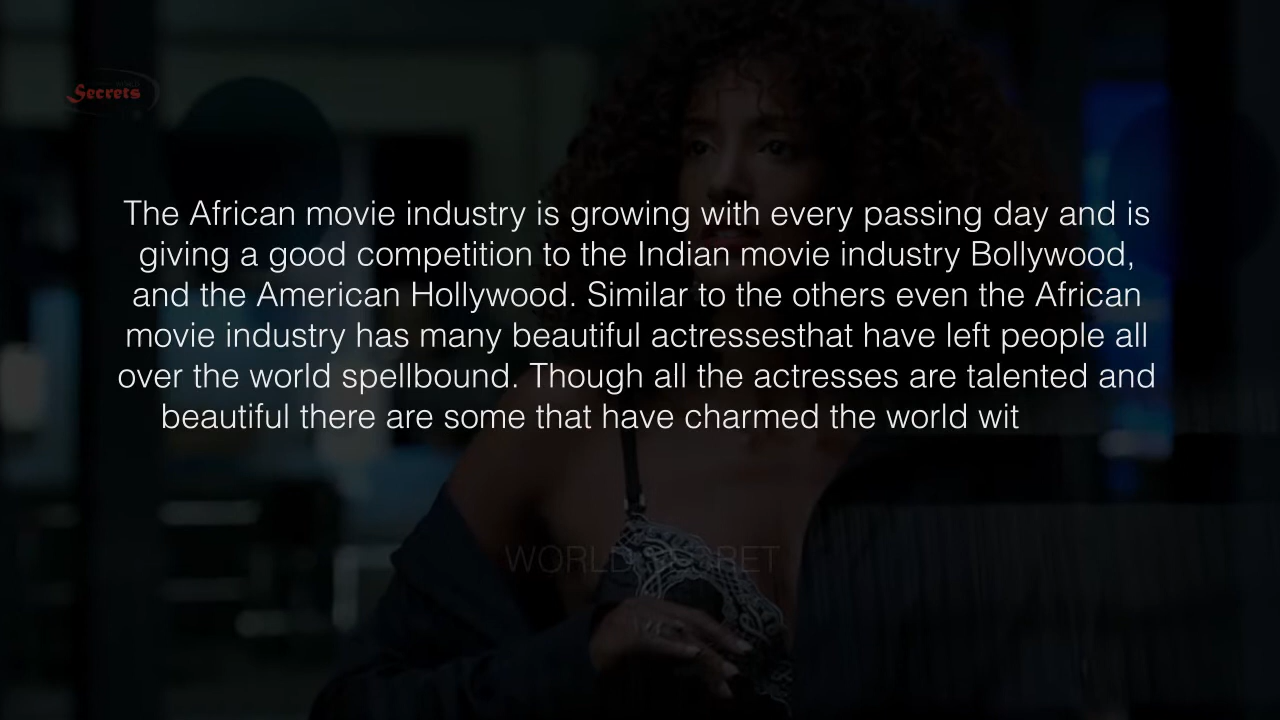 Secrets
The African movie industry is growing with every passing day and is
giving a good competition to the Indian movie industry Bollywood,
and the American Hollywood. Similar to the others even the African
movie industry has many beautiful actressesthat have left people all
over the world spellbound. Though all the actresses are talented and
beautiful there are some that have charmed the world wit
WORLD SECRET